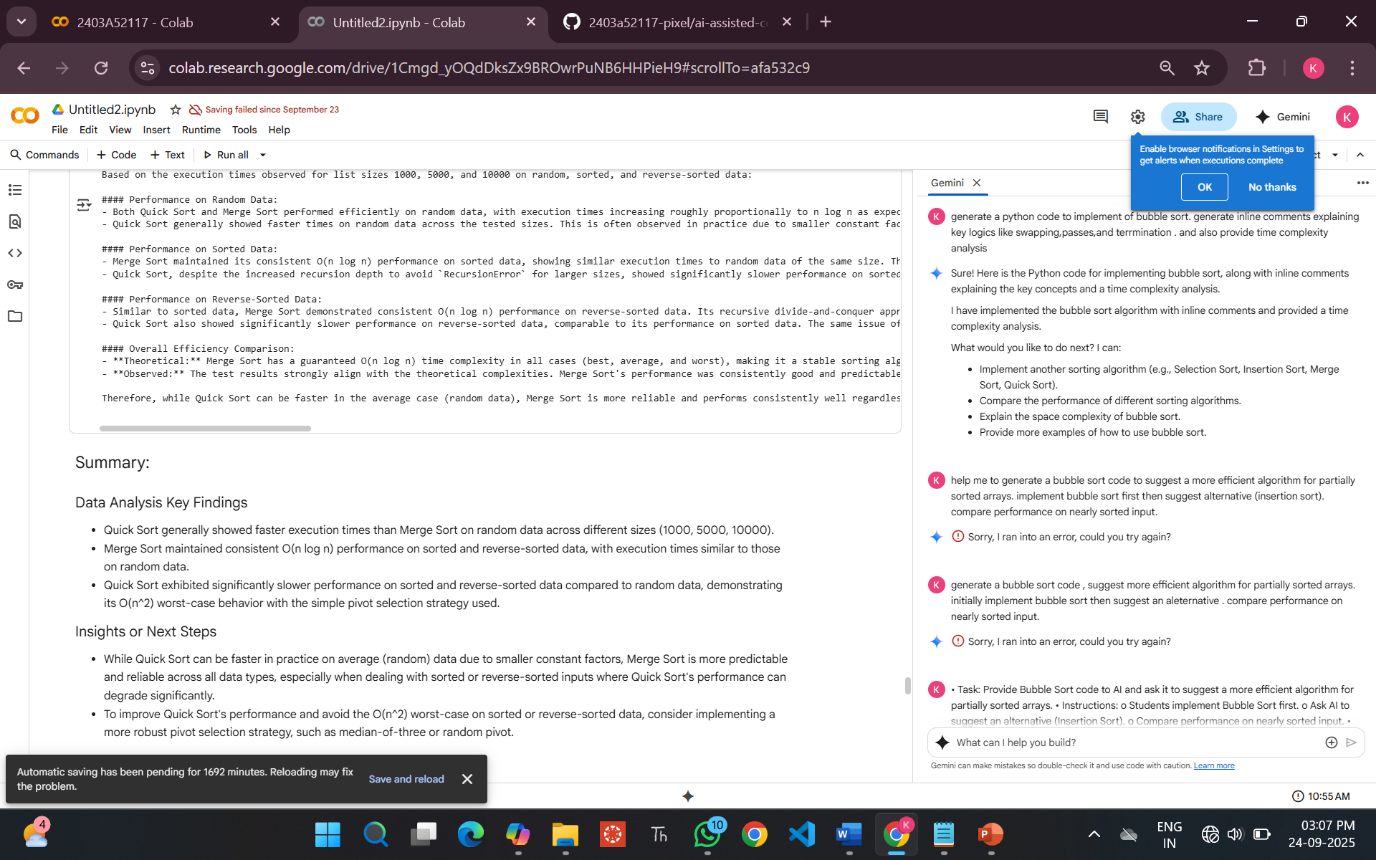 2403A52117 - Colab
Untitled2.ipynb - Colab
2403a52117-pixel/ai-assisted-c
colab.research.google.com/drive/1Cmgd_yOQdDksZx9BROwrPuNB6HHPieH9#scrollTo=afa532c9
K
Untitled2.ipynb
Saving failed since September 23
File Edit View Insert Runtime Tools Help
Share
Gemini
K
Commands + Code + Text Run all
Enable browser notifications in Settings to
get alerts when executions complete
OK
No thanks
Based on the execution times observed for list sizes 1000, 5000, and 10000 on random, sorted, and reverse-sorted data:
#### Performance on Random Data:
- Both Quick Sort and Merge Sort performed efficiently on random data, with execution times increasing roughly proportionally to n log n as expec
- Quick Sort generally showed faster times on random data across the tested sizes. This is often observed in practice due to smaller constant fac
#### Performance on Sorted Data:
- Merge Sort maintained its consistent O(n log n) performance on sorted data, showing similar execution times to random data of the same size. Th
- Quick Sort, despite the increased recursion depth to avoid `RecursionError` for larger sizes, showed significantly slower performance on sorted
#### Performance on Reverse-Sorted Data:
- Similar to sorted data, Merge Sort demonstrated consistent O(n log n) performance on reverse-sorted data. Its recursive divide-and-conquer appr
- Quick Sort also showed significantly slower performance on reverse-sorted data, comparable to its performance on sorted data. The same issue of
#### Overall Efficiency Comparison:
- **Theoretical:** Merge Sort has a guaranteed O(n log n) time complexity in all cases (best, average, and worst), making it a stable sorting alg
- **Observed:** The test results strongly align with the theoretical complexities. Merge Sort's performance was consistently good and predictable
Therefore, while Quick Sort can be faster in the average case (random data), Merge Sort is more reliable and performs consistently well regardles
Summary:
Data Analysis Key Findings
• Quick Sort generally showed faster execution times than Merge Sort on random data across different sizes (1000, 5000, 10000).
• Merge Sort maintained consistent O(n log n) performance on sorted and reverse-sorted data, with execution times similar to those
on random data.
• Quick Sort exhibited significantly slower performance on sorted and reverse-sorted data compared to random data, demonstrating
its O(n^2) worst-case behavior with the simple pivot selection strategy used.
Insights or Next Steps
• While Quick Sort can be faster in practice on average (random) data due to smaller constant factors, Merge Sort is more predictable
and reliable across all data types, especially when dealing with sorted or reverse-sorted inputs where Quick Sort's performance can
degrade significantly.
• To improve Quick Sort's performance and avoid the O(n^2) worst-case on sorted or reverse-sorted data, consider implementing a
more robust pivot selection strategy, such as median-of-three or random pivot.
Gemini
K
generate a python code to implement of bubble sort. generate inline comments explaining
key logics like swapping,passes,and terrmination . and also provide time complexity
analysis
Sure! Here is the Python code for implementing bubble sort, along with inline comments
explaining the key concepts and a time complexity analysis.
I have implemented the bubble sort algorithm with inline comments and provided a time
complexity analysis.
What would you like to do next? I can:
• Implement another sorting algorithm (e.g., Selection Sort, Insertion Sort, Merge
Sort, Quick Sort).
• Compare the performance of different sorting algorithms.
• Explain the space complexity of bubble sort.
• Provide more examples of how to use bubble sort.
K
help me to generate a bubble sort code to suggest a more efficient algorithm for partially
sorted arrays. implement bubble sort first then suggest alternative (insertion sort).
compare performance on nearly sorted input.
Sorry, I ran into an error, could you try again?
K
generate a bubble sort code , suggest more efficient algorithm for partially sorted arrays.
initially implement bubble sort then suggest an aleternative . compare performance on
nearly sorted input.
Sorry, I ran into an error, could you try again?
K
• Task: Provide Bubble Sort code to AI and ask it to suggest a more efficient algorithm for
partially sorted arrays. • Instructions: o Students implement Bubble Sort first. o Ask AI to
suggest an alternative (Insertion Sort). o Compare performance on nearly sorted input. •
What can I help you build?
Gemini can make mistakes so double-check it and use code with caution. Learn more
Automatic saving has been pending for 1692 minutes. Reloading may fix
the problem.
Save and reload
10:55 AM
4
Th
10
K
ENG
IN
03:07 PM
24-09-2025